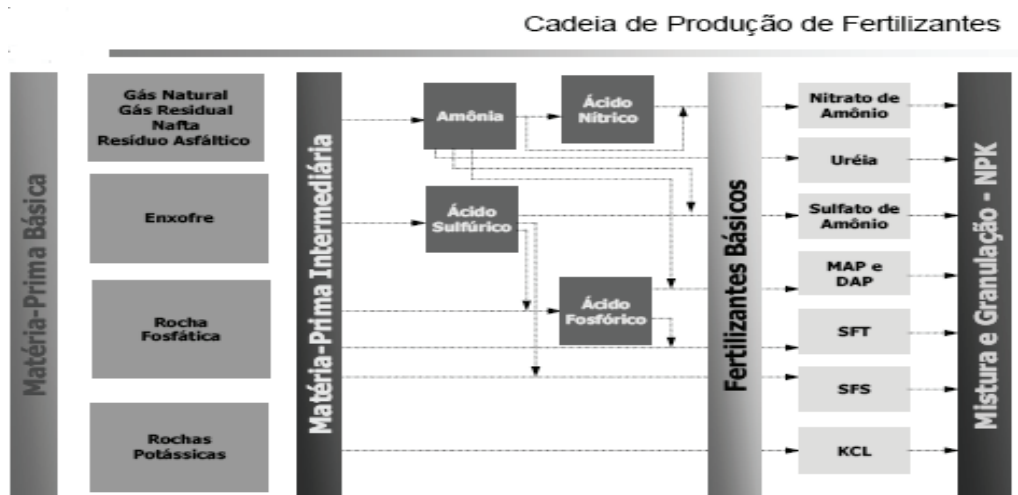 Cadeia de Produção de Fertilizantes
Matéria-Prima Básica
Gás Natural
Gás Residual
Nafta
Resíduo Asfáltico
Enxofre
Rocha
Fosfática
Rochas
Potássicas
Matéria-Prima Intermediária
Amônia
Ácido
Nítrico
Ácido
Sulfúrico
Ácido
Fosfórico
Fertilizantes Básicos
Nitrato de
Amônio
Uréia
Sulfato de
Amônio
MAP e
DAP
SFT
SFS
KCL
Mistura e Granulação - NPK